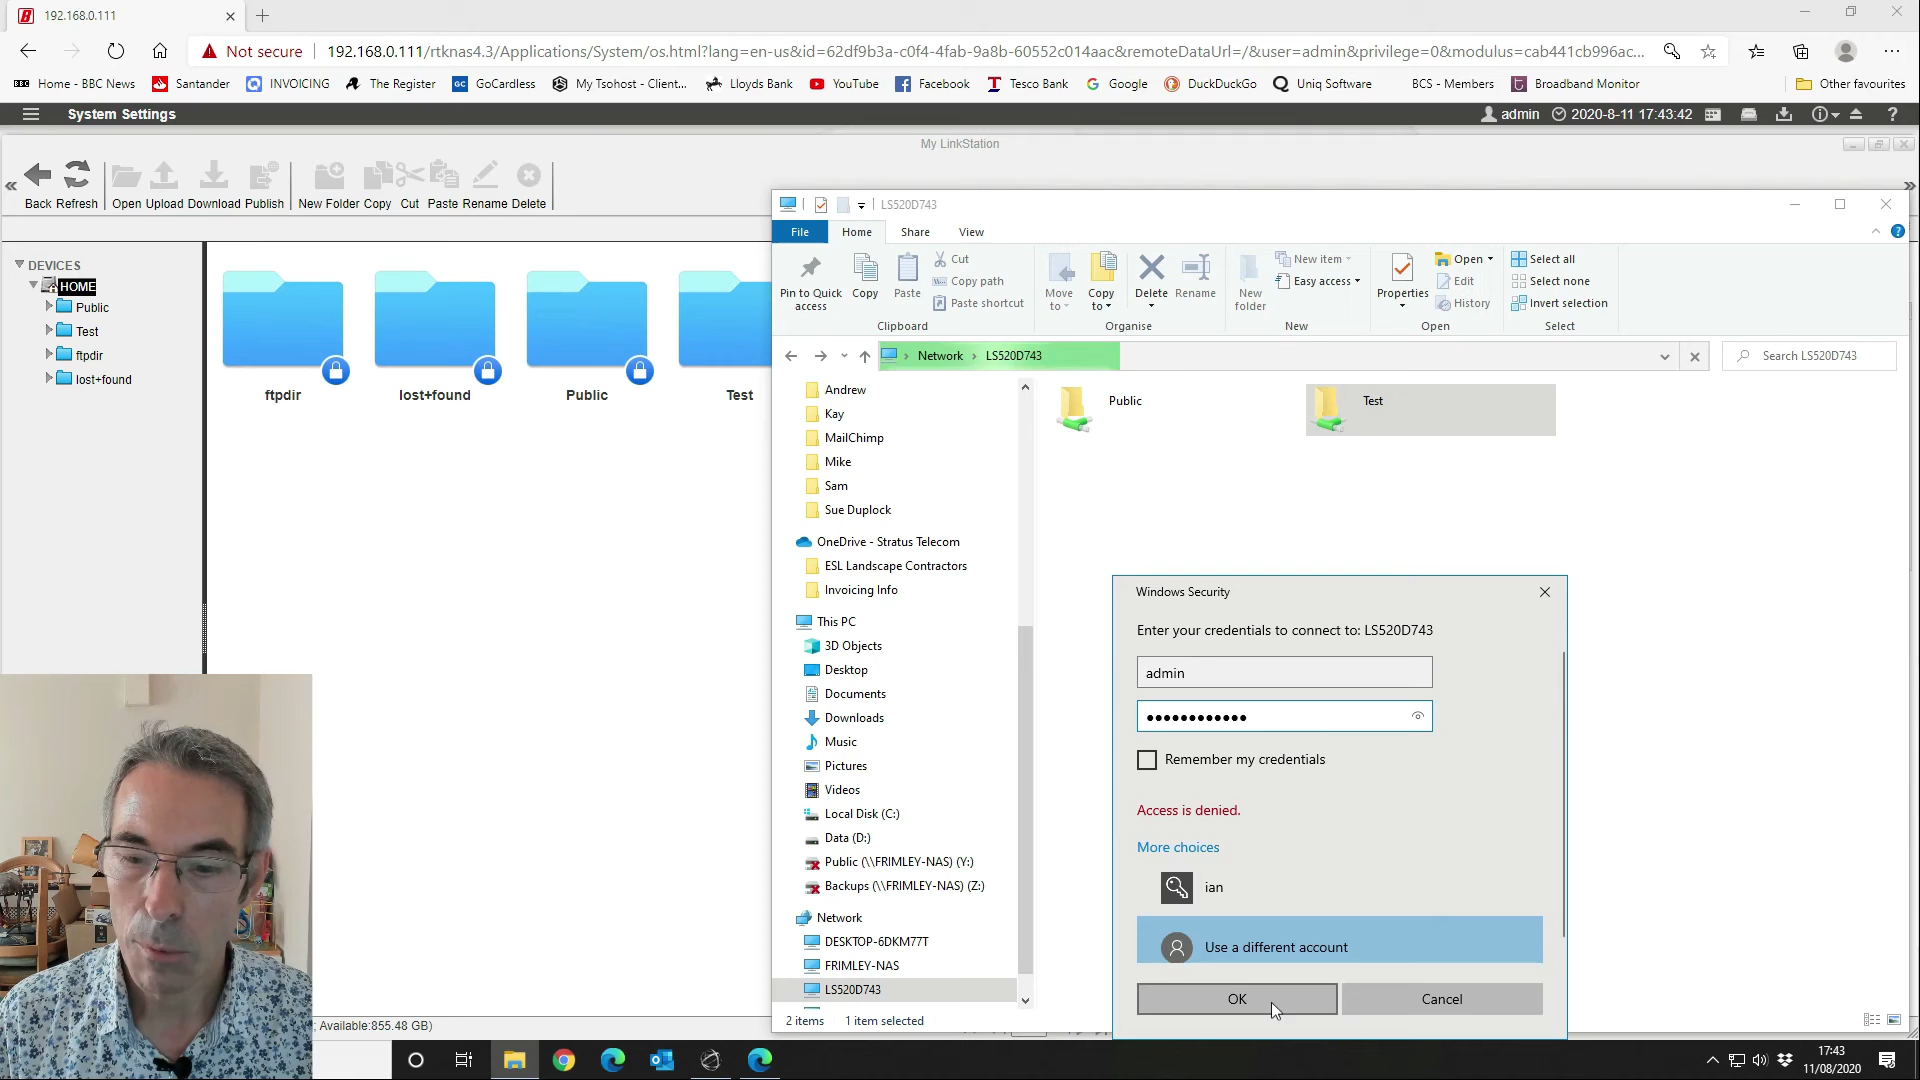 192.168.0.111
Not secure
192.168.0.111/rtknas4.3/Applications/System/os.html?lang=en-us&id=62df9b3a-c0f4-4fab-9a8b-60552c014aac&remoteDataUrl=/&user=admin&privilege=0&modulus=cab441cb996ac...
BBC Home - BBC News
Santander
INVOICING
The Register
GC GoCardless
My Tsohost - Client...
Lloyds Bank
YouTube
Facebook
Tesco Bank
Google
DuckDuckGo
Uniq Software
BCS - Members
Broadband Monitor
Other favourites
System Settings
admin
2020-8-11 17:43:42
My LinkStation
Back Refresh Open Upload Download Publish New Folder Copy Cut Paste Rename Delete
DEVICES
HOME
Public
Test
ftpdir
lost+found
ftpdir
lost+found
Public
Test
; Available:855.48 GB)
LS520D743
File Home Share View
Pin to Quick access
Copy
Paste
Cut
Copy path
Paste shortcut
Clipboard
Move to
Copy to
Delete
Rename
Organise
New folder
New item
Easy access
New
Properties
Open
Edit
History
Open
Select all
Select none
Invert selection
Select
Network
LS520D743
Search LS520D743
Andrew
Kay
MailChimp
Mike
Sam
Sue Duplock
OneDrive - Stratus Telecom
ESL Landscape Contractors
Invoicing Info
This PC
3D Objects
Desktop
Documents
Downloads
Music
Pictures
Videos
Local Disk (C:)
Data (D:)
Public (\\FRIMLEY-NAS) (Y:)
Backups (\\FRIMLEY-NAS) (Z:)
Network
DESKTOP-6DKM77T
FRIMLEY-NAS
LS520D743
Public
Test
2 items 1 item selected
Windows Security
Enter your credentials to connect to: LS520D743
admin
●●●●●●●●●●●●
Remember my credentials
Access is denied.
More choices
ian
Use a different account
OK
Cancel
17:43
11/08/2020